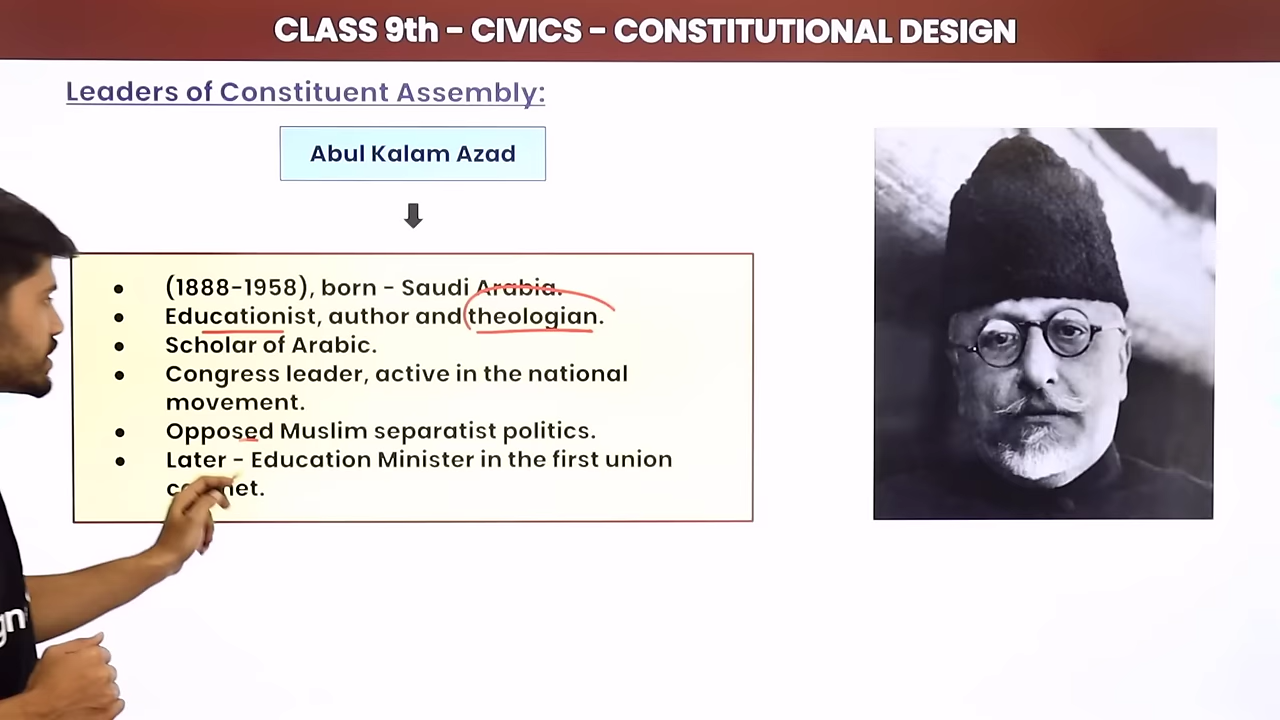 CLASS 9th - CIVICS - CONSTITUTIONAL DESIGN
Leaders of Constituent Assembly:
Abul Kalam Azad
• (1888-1958), born - Saudi Arabia.
• Educationist, author and theologian.
• Scholar of Arabic.
• Congress leader, active in the national
movement.
• Opposed Muslim separatist politics.
• Later - Education Minister in the first union